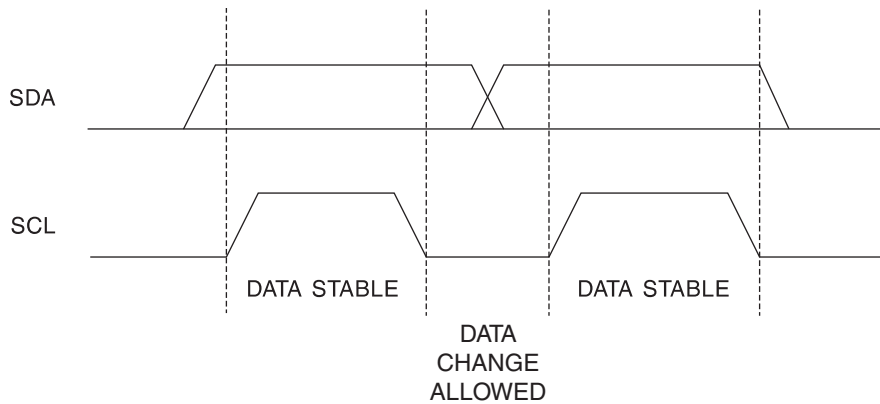 SDA
SCL
DATA STABLE
DATA STABLE
DATA
CHANGE
ALLOWED